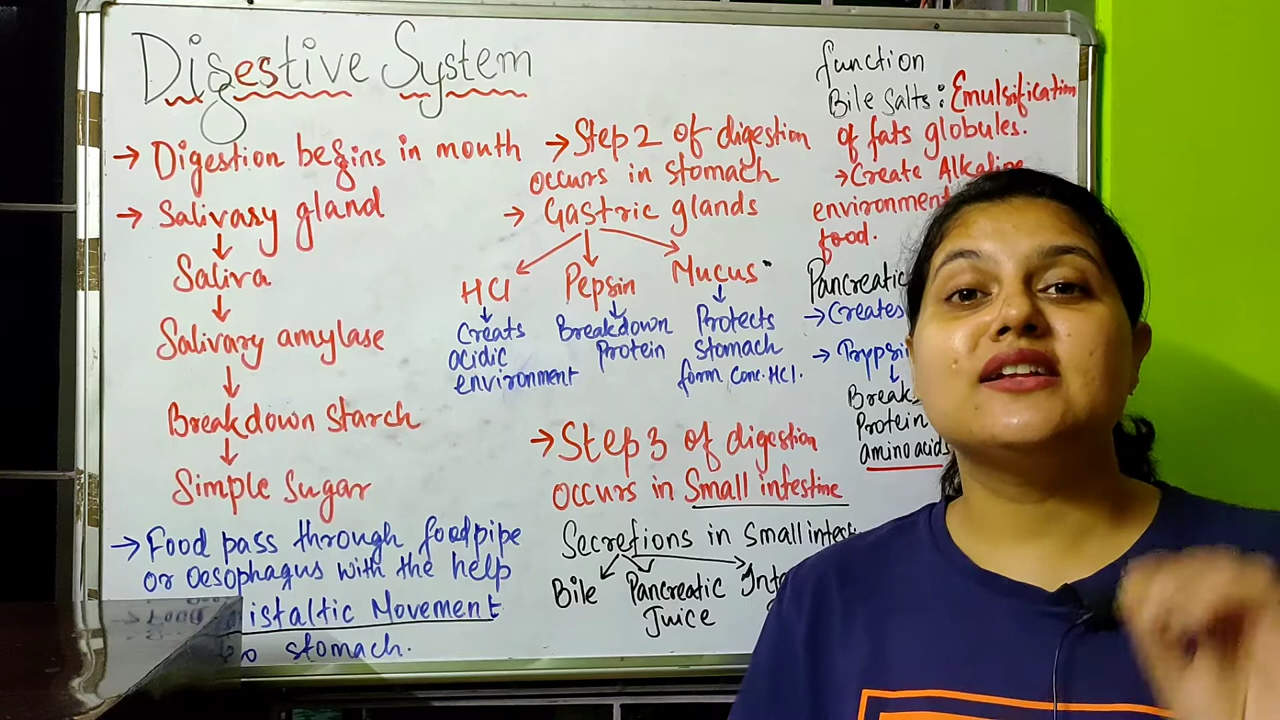 Digestive System
→ Digestion begins in mouth
→ Salivary gland
↓
Saliva
↓
Salivary amylase
↓
Breakdown starch
↓
Simple Sugar
→ Food pass through foodpipe
or oesophagus with the help
istaltic Movement
to stomach.
→ Step 2 of digestion
occurs in stomach
→ Gastric glands
HCl Pepsin Mucus
Creats Breakdown Protects
acidic Protein stomach
environment form Conc. HCl.
→ Step 3 of digestion
occurs in Small intestine
Secretions in Small
Bile Pancreatic
Juice
function
Bile Salts: Emulsification
of fats globules.
→ Create Alkaline
environment
food.
Pancreatic
→ Creates
→
↓
Protein
amino acids